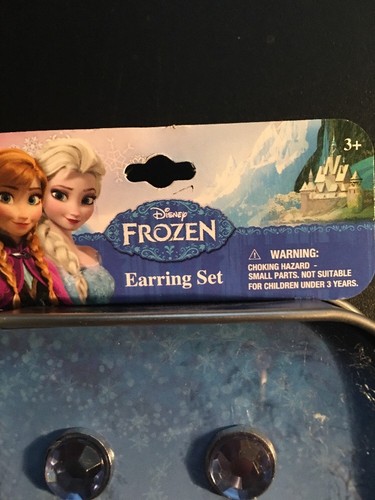 3+
Disney
FROZEN
Earring Set
⚠ WARNING:
CHOKING HAZARD -
SMALL PARTS. NOT SUITABLE
FOR CHILDREN UNDER 3 YEARS.